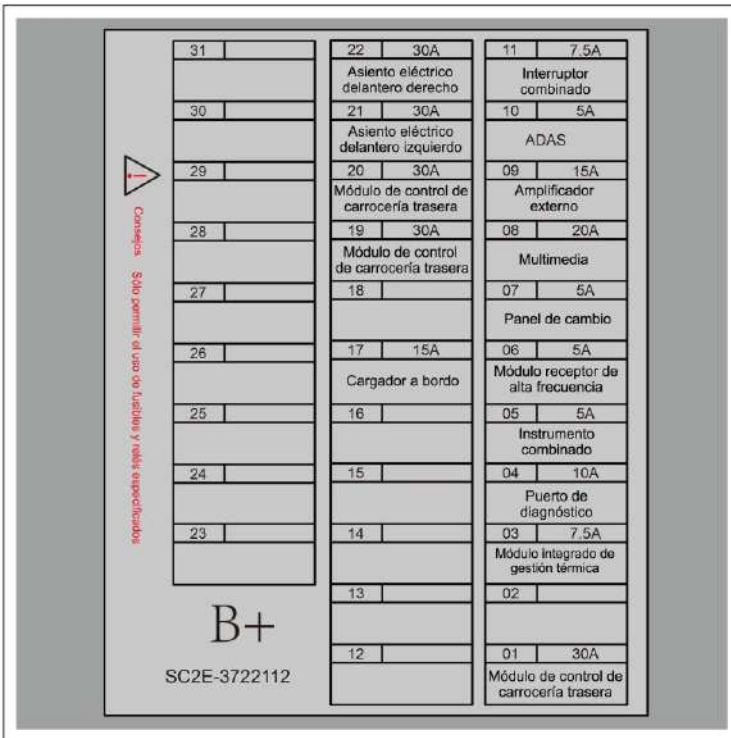 31
30
29
28
27
26
25
24
23
B+
SC2E-3722112
Consejos Sólo permitir el uso de fusibles y relés especificados
22 30A
Asiento eléctrico
delantero derecho
21 30A
Asiento eléctrico
delantero izquierdo
20 30A
Módulo de control de
carrocería trasera
19 30A
Módulo de control
de carrocería trasera
18
17 15A
Cargador a bordo
16
15
14
13
12
11 7.5A
Interruptor
combinado
10 5A
ADAS
09 15A
Amplificador
externo
08 20A
Multimedia
07 5A
Panel de cambio
06 5A
Módulo receptor de
alta frecuencia
05 5A
Instrumento
combinado
04 10A
Puerto de
diagnóstico
03 7.5A
Módulo integrado de
gestión térmica
02
01 30A
Módulo de control de
carrocería trasera